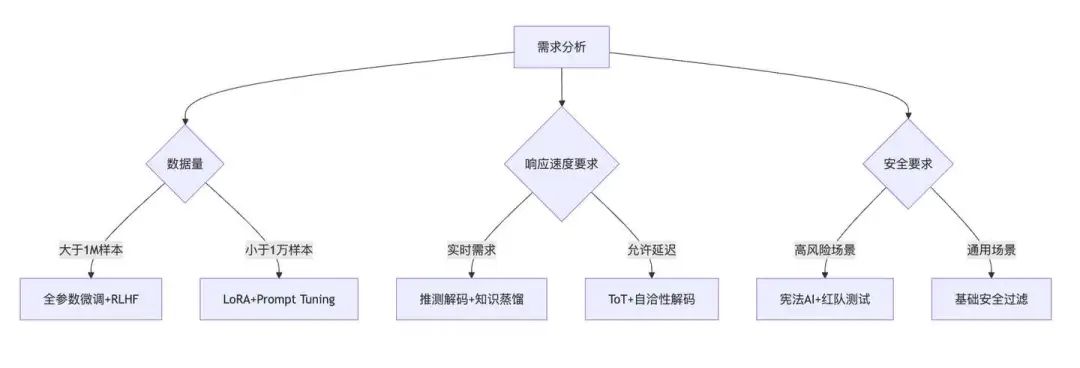 需求分析
数据量
响应速度要求
安全要求
大于1M样本
小于1万样本
实时需求
允许延迟
高风险场景
通用场景
全参数微调+RLHF
LoRA+Prompt Tuning
推测解码+知识蒸馏
ToT+自洽性解码
宪法AI+红队测试
基础安全过滤